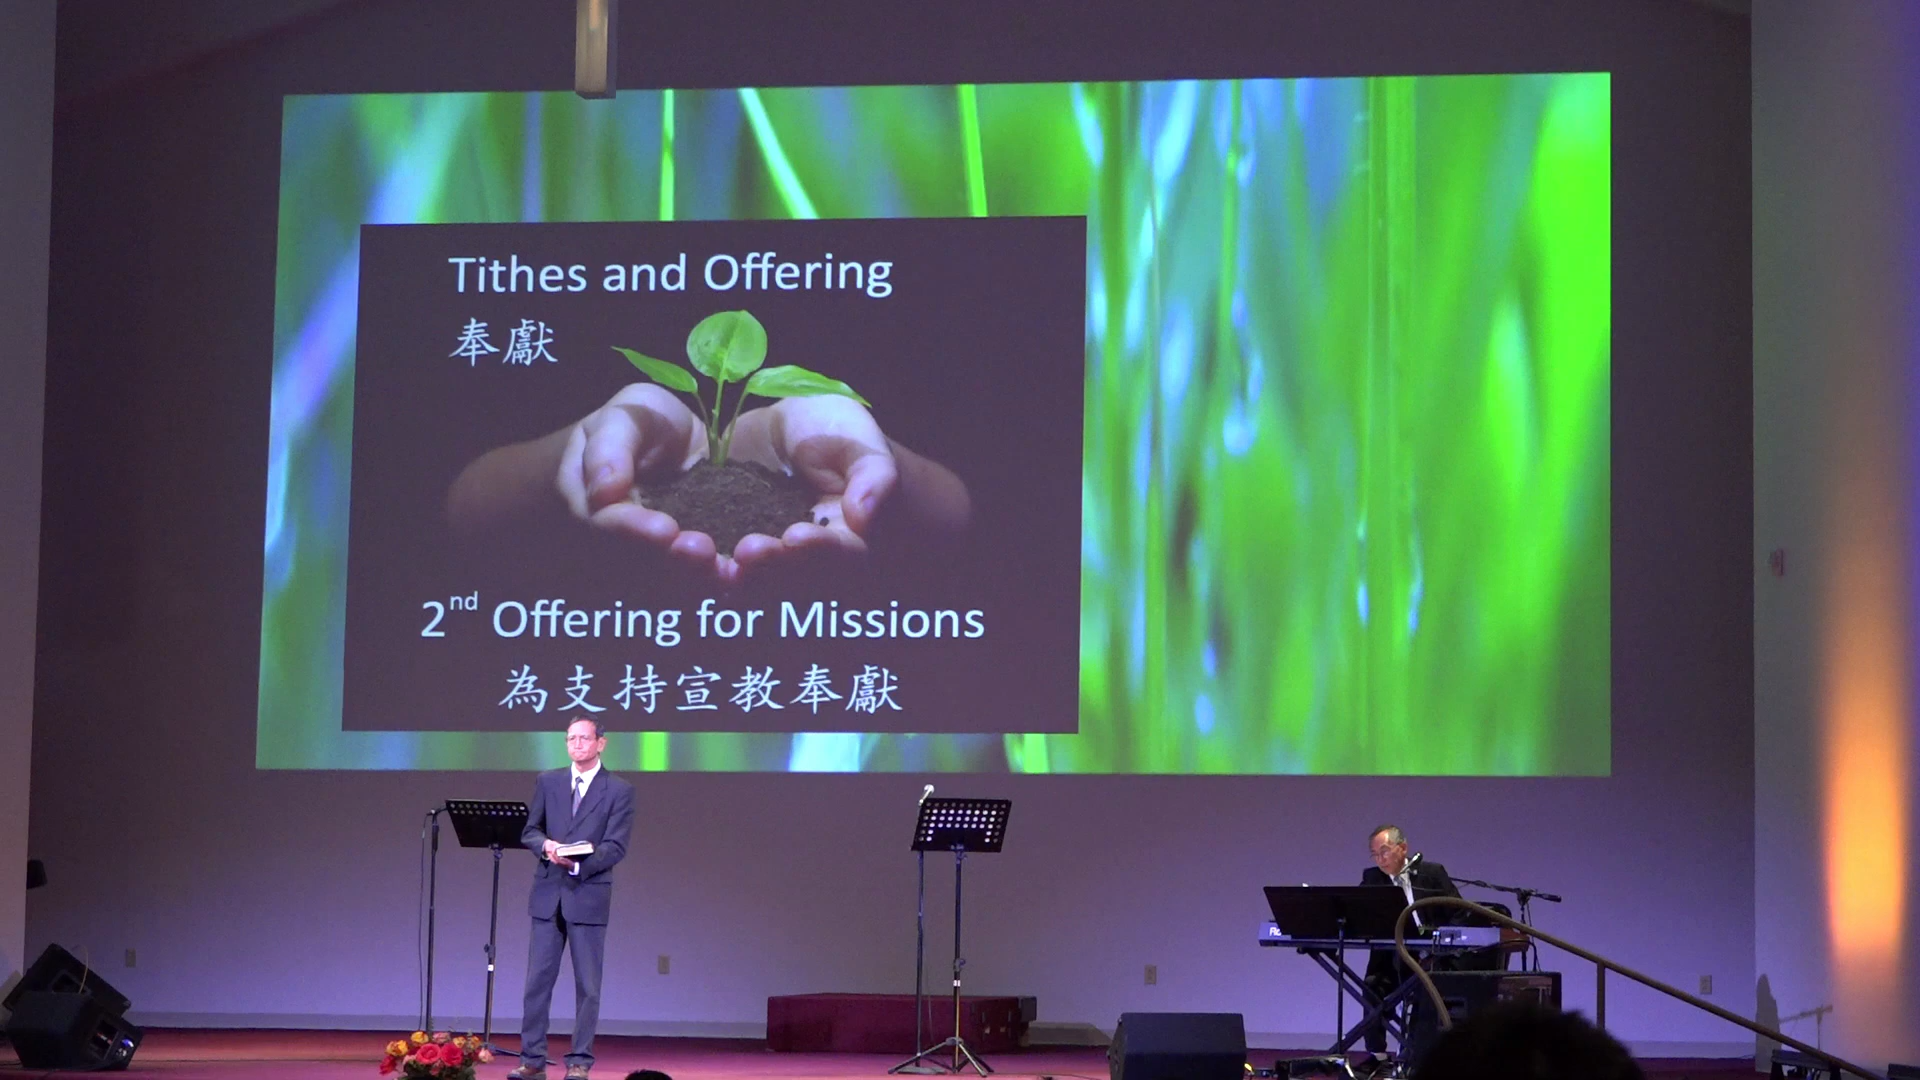 Tithes and Offering
奉獻
2nd Offering for Missions
為支持宣教奉獻